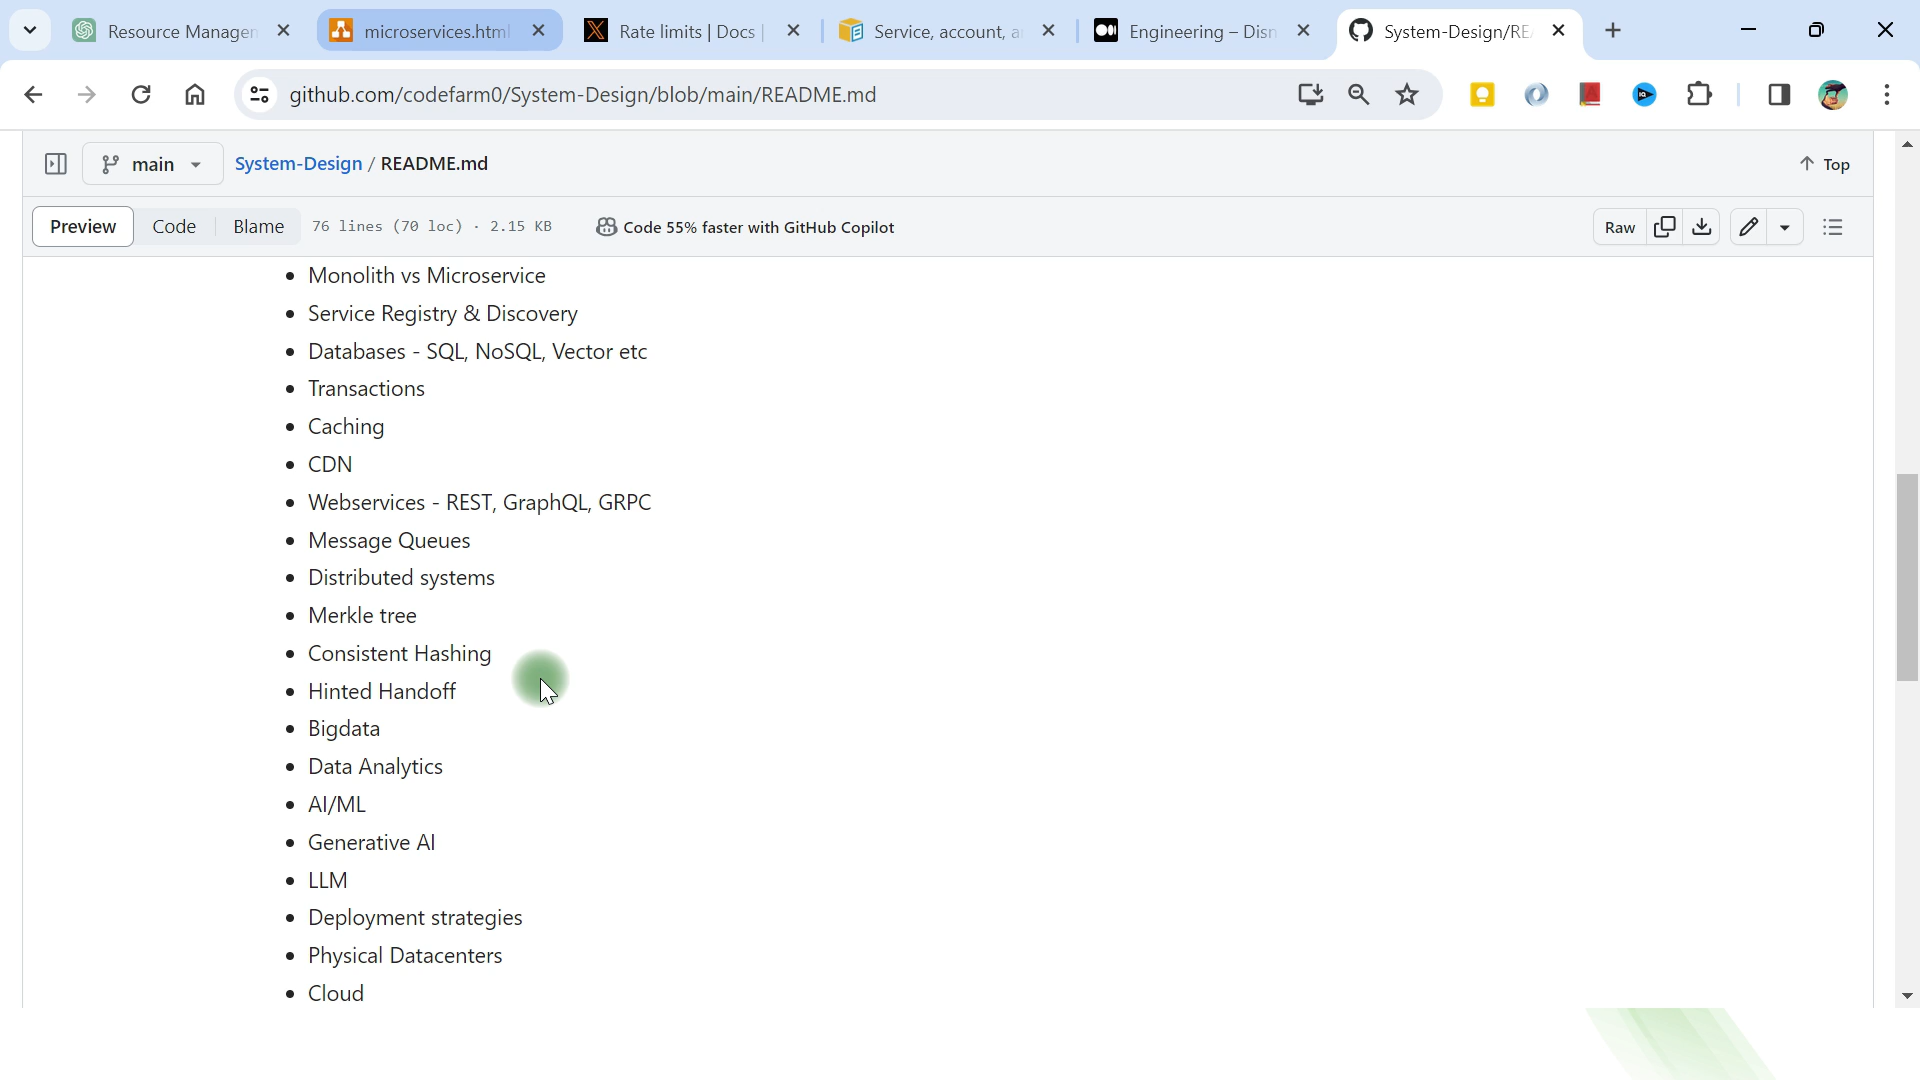 Resource Manager
microservices.html
Rate limits | Docs |
Service, account, a
Engineering – Disn
System-Design/RE
github.com/codefarm0/System-Design/blob/main/README.md
main
System-Design / README.md
Top
Preview
Code
Blame
76 lines (70 loc) · 2.15 KB
Code 55% faster with GitHub Copilot
Raw
• Monolith vs Microservice
• Service Registry & Discovery
• Databases - SQL, NoSQL, Vector etc
• Transactions
• Caching
• CDN
• Webservices - REST, GraphQL, GRPC
• Message Queues
• Distributed systems
• Merkle tree
• Consistent Hashing
• Hinted Handoff
• Bigdata
• Data Analytics
• AI/ML
• Generative AI
• LLM
• Deployment strategies
• Physical Datacenters
• Cloud